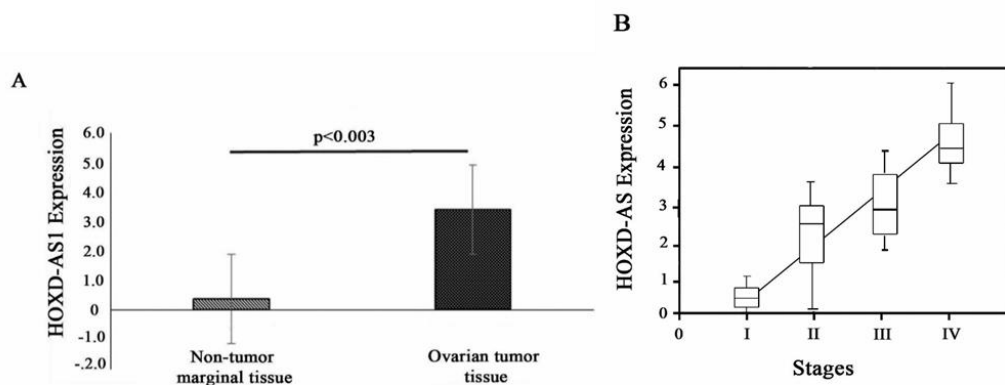 A
HOXD-AS1 Expression
6.0
5.0
4.0
3.0
2.0
1.0
0
-1.0
-.2.0
p<0.003
Non-tumor
marginal tissue
Ovarian tumor
tissue
B
HOXD-AS Expression
6
5
4
3
2
1
0
0
I
II
III
IV
Stages